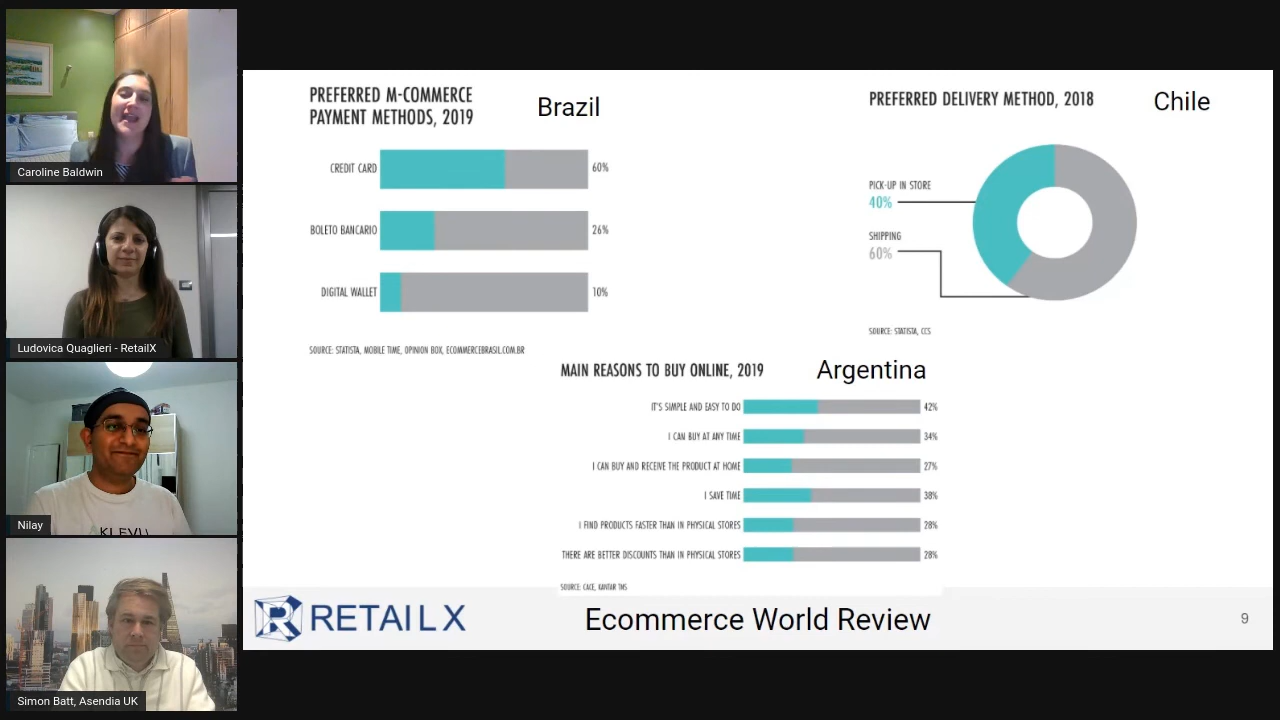 Caroline Baldwin
Ludovica Quaglieri - RetailX
KLEVU
Nilay
Simon Batt, Asendia UK
PREFERRED M-COMMERCE
PAYMENT METHODS, 2019
Brazil
CREDIT CARD 60%
BOLETO BANCARIO 26%
DIGITAL WALLET 10%
SOURCE: STATISTA, MOBILE TIME, OPINION BOX, ECOMMERCEBRASIL.COM.BR
PREFERRED DELIVERY METHOD, 2018
Chile
PICK-UP IN STORE
40%
SHIPPING
60%
SOURCE: STATISTA, CCS
MAIN REASONS TO BUY ONLINE, 2019
Argentina
IT'S SIMPLE AND EASY TO DO 42%
I CAN BUY AT ANY TIME 34%
I CAN BUY AND RECEIVE THE PRODUCT AT HOME 27%
I SAVE TIME 38%
I FIND PRODUCTS FASTER THAN IN PHYSICAL STORES 28%
THERE ARE BETTER DISCOUNTS THAN IN PHYSICAL STORES 28%
SOURCE: CACE, KANTAR TNS
RETAIL X
Ecommerce World Review
9